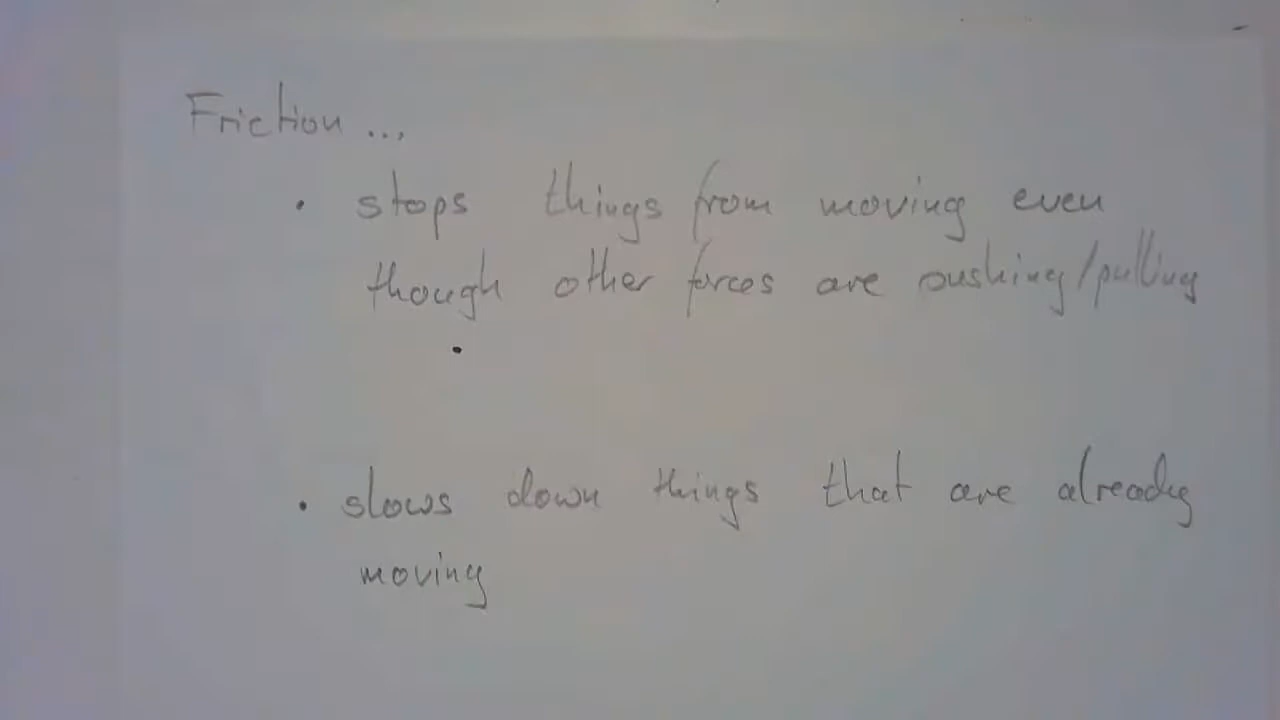 Friction ...
• stops things from moving even
though other forces are pushing/pulling
•
• slows down things that are already
moving